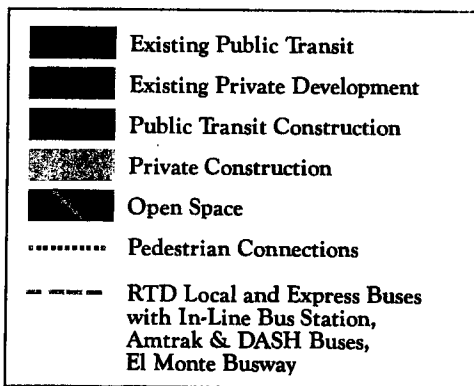 Existing Public Transit
Existing Private Development
Public Transit Construction
Private Construction
Open Space
Pedestrian Connections
RTD Local and Express Buses
with In-Line Bus Station,
Amtrak & DASH Buses,
El Monte Busway